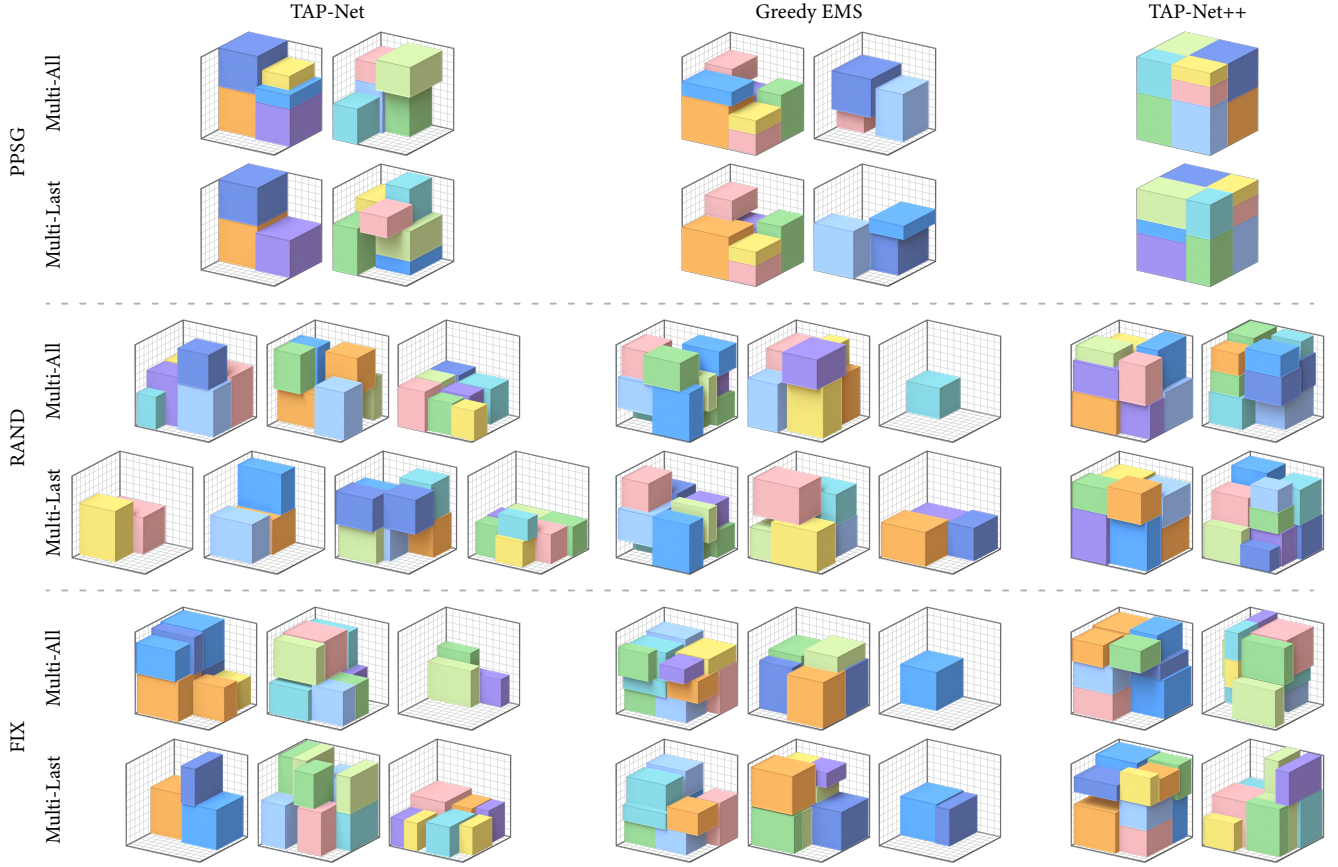 TAP-Net
Greedy EMS
TAP-Net++
PPSG
Multi-All
Multi-Last
RAND
Multi-All
Multi-Last
FIX
Multi-All
Multi-Last